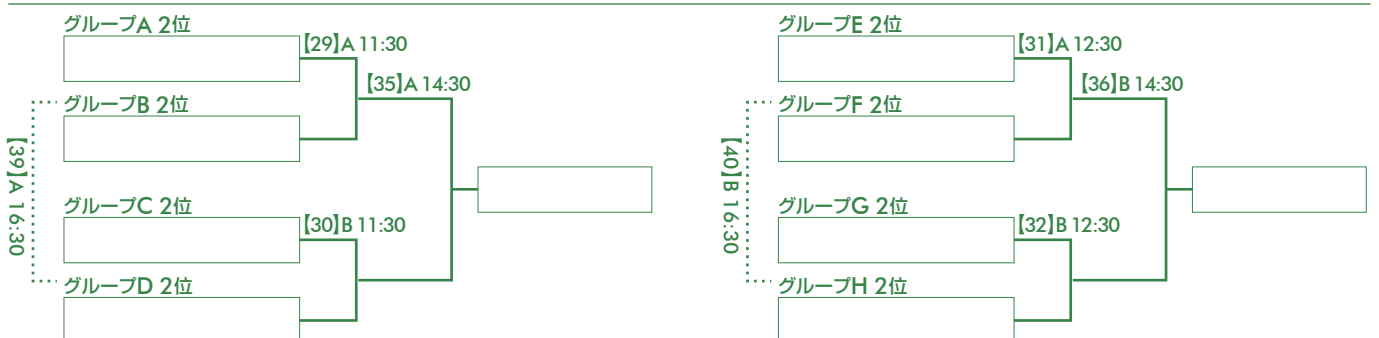 グループA 2位
【29】A 11:30
【35】A 14:30
グループB 2位
【39】A 16:30
グループC 2位
【30】B 11:30
グループD 2位
グループE 2位
【31】A 12:30
【36】B 14:30
グループF 2位
【40】B 16:30
グループG 2位
【32】B 12:30
グループH 2位